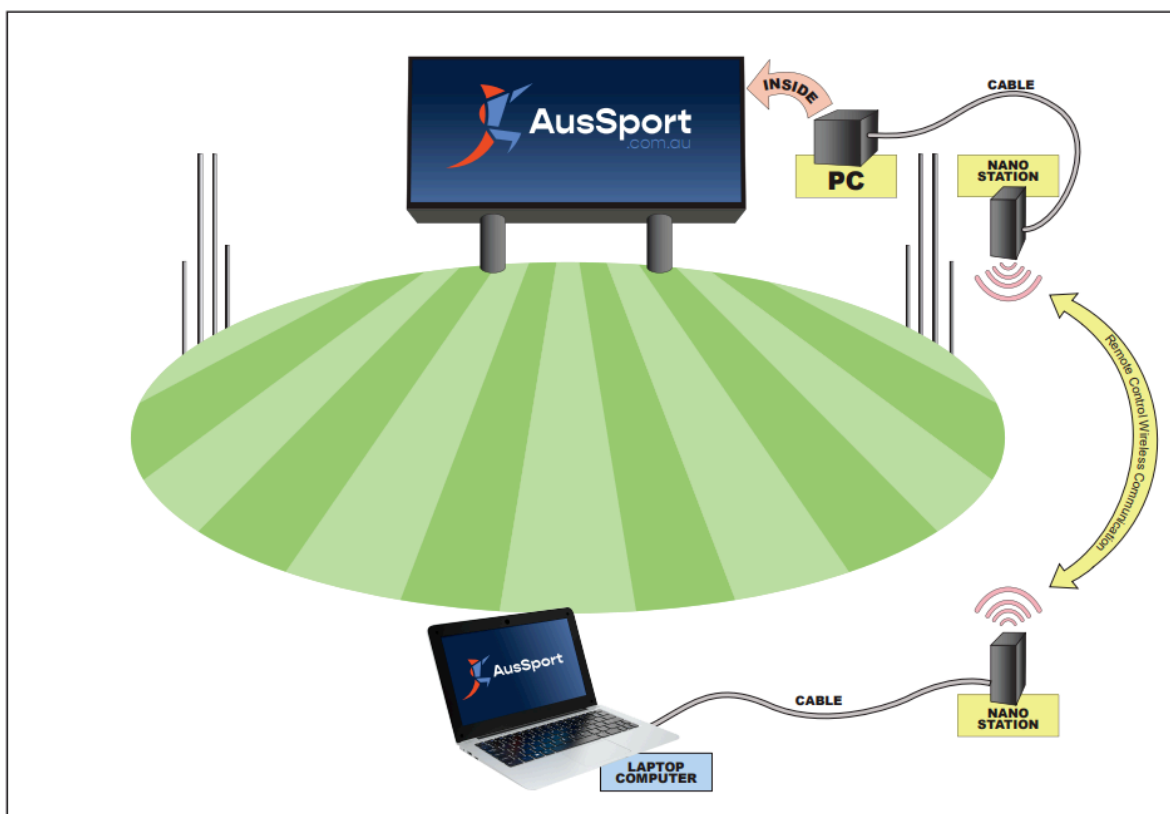 INSIDE
CABLE
AusSport
.com.au
PC
NANO
STATION
Remote Control Wireless Communication
AusSport
CABLE
NANO
STATION
LAPTOP
COMPUTER